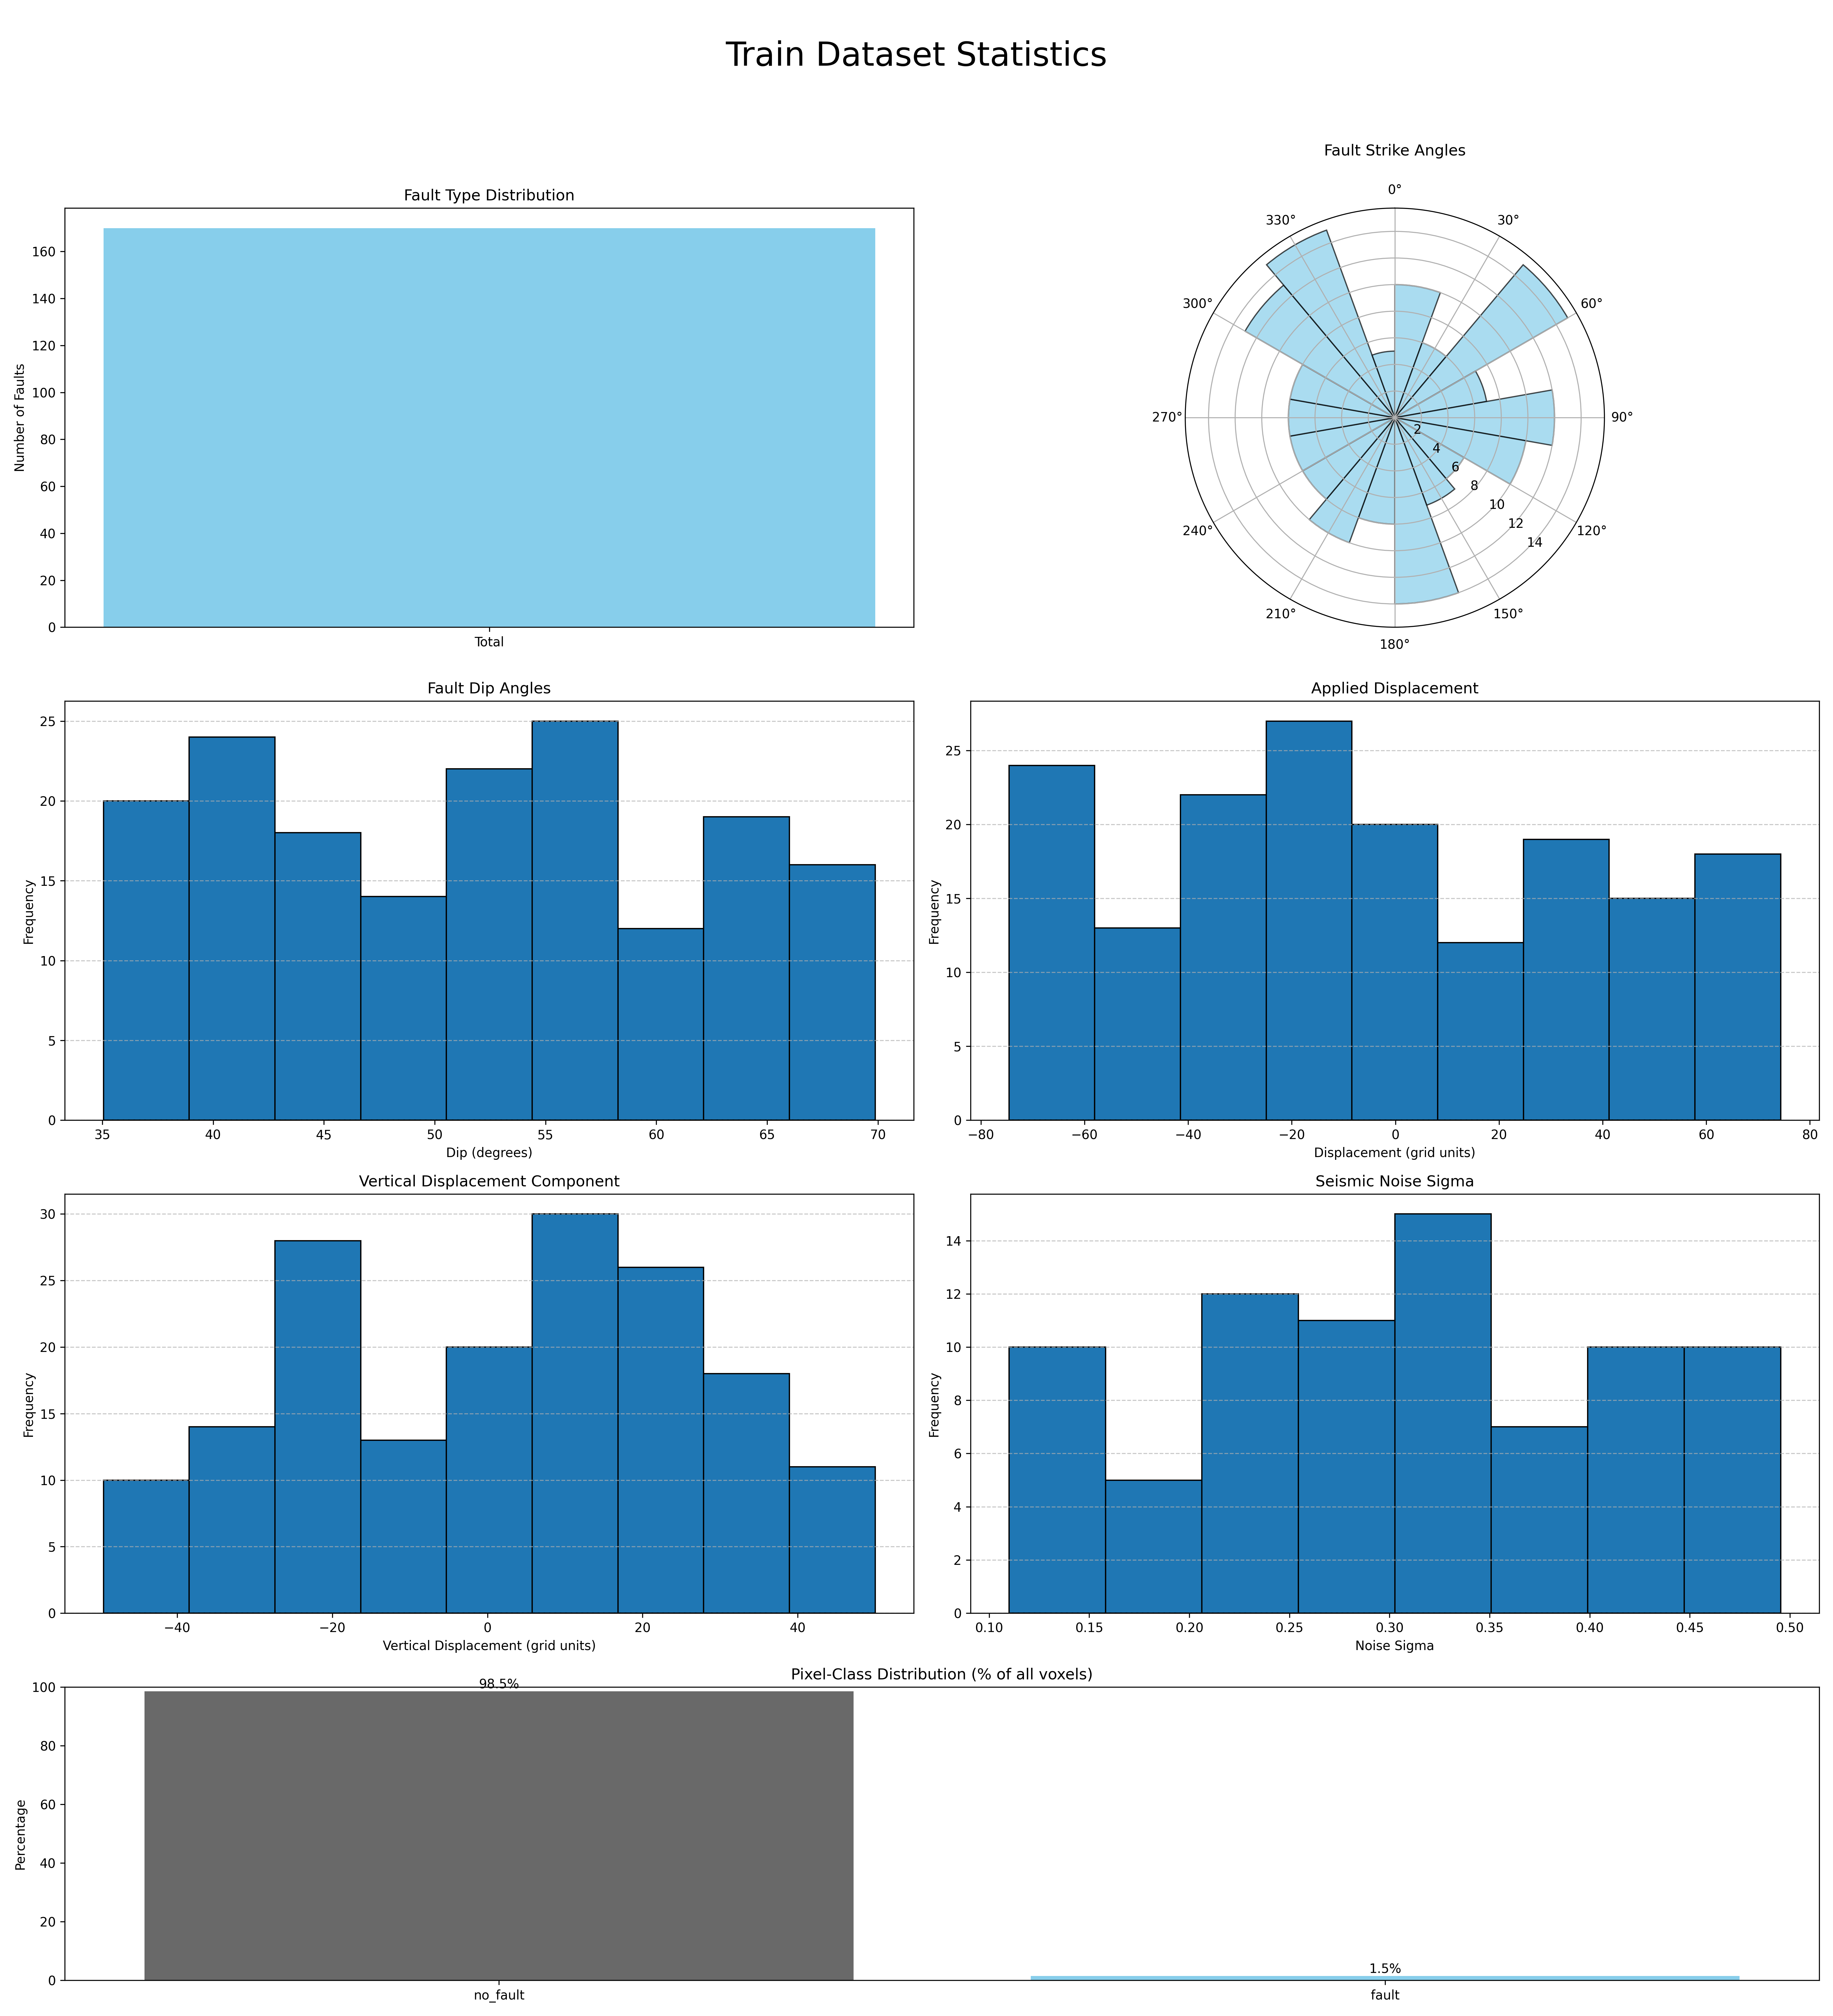 Train Dataset Statistics
Fault Type Distribution
Number of Faults
160
140
120
100
80
60
40
20
0
Total
Fault Strike Angles
0°
330° 30°
300° 60°
270° 90°
240° 120°
210° 150°
180°
2
4
6
8
10
12
14
Fault Dip Angles
Frequency
25
20
15
10
5
0
35 40 45 50 55 60 65 70
Dip (degrees)
Applied Displacement
Frequency
25
20
15
10
5
0
−80 −60 −40 −20 0 20 40 60 80
Displacement (grid units)
Vertical Displacement Component
Frequency
30
25
20
15
10
5
0
−40 −20 0 20 40
Vertical Displacement (grid units)
Seismic Noise Sigma
Frequency
14
12
10
8
6
4
2
0
0.10 0.15 0.20 0.25 0.30 0.35 0.40 0.45 0.50
Noise Sigma
Pixel-Class Distribution (% of all voxels)
Percentage
100
80
60
40
20
0
98.5%
1.5%
no_fault fault